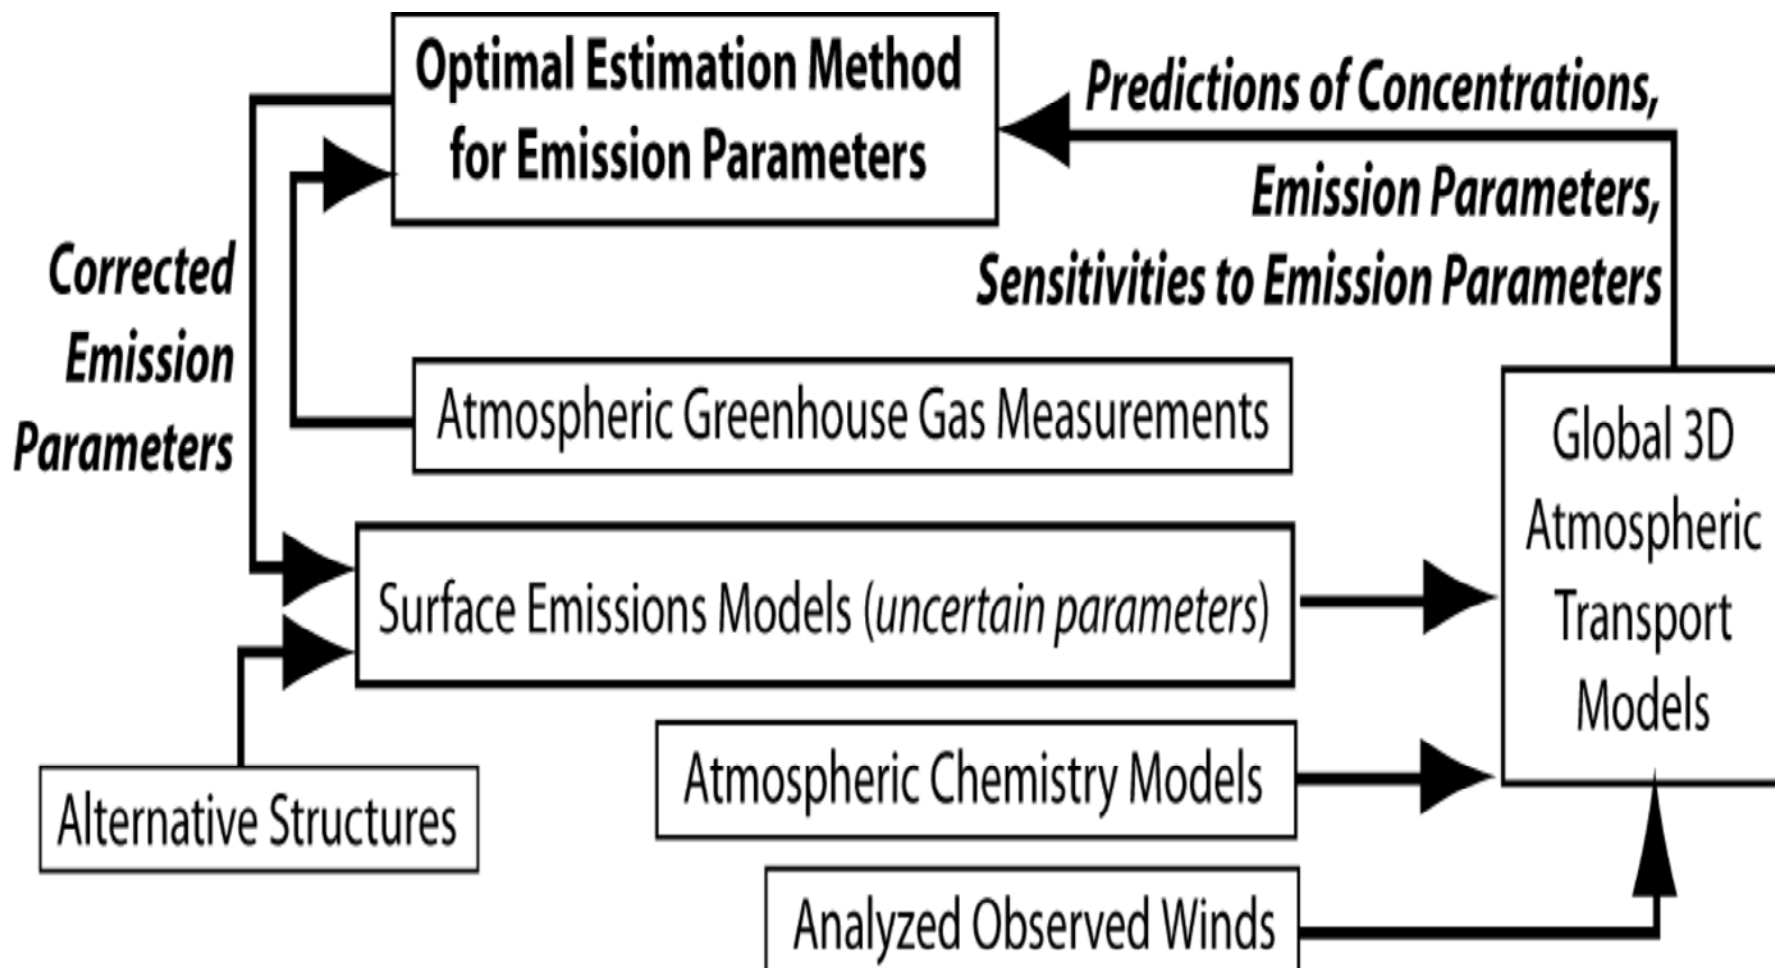 Optimal Estimation Method
for Emission Parameters
Predictions of Concentrations,
Emission Parameters,
Sensitivities to Emission Parameters
Corrected
Emission
Parameters
Atmospheric Greenhouse Gas Measurements
Global 3D
Atmospheric
Transport
Models
Surface Emissions Models (uncertain parameters)
Atmospheric Chemistry Models
Alternative Structures
Analyzed Observed Winds